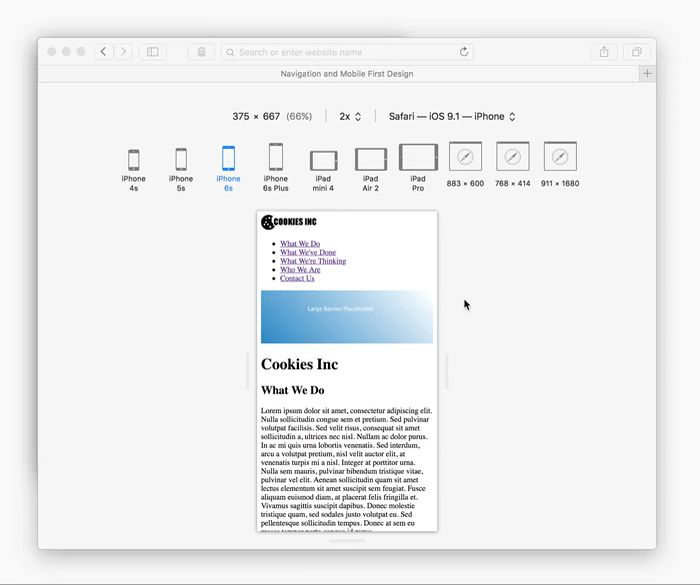 Search or enter website name
Navigation and Mobile First Design
375 × 667 (66%) 2x Safari — iOS 9.1 — iPhone
iPhone 4s
iPhone 5s
iPhone 6s
iPhone 6s Plus
iPad mini 4
iPad Air 2
iPad Pro
883 × 600
768 × 414
911 × 1680
COOKIES INC
What We Do
What We've Done
What We're Thinking
Who We Are
Contact Us
Large Banner Placeholder
Cookies Inc
What We Do
Lorem ipsum dolor sit amet, consectetur adipiscing elit.
Nulla sollicitudin congue sem et pretium. Sed pulvinar
volutpat facilisis. Sed velit risus, consequat sit amet
sollicitudin a, ultrices nec nisl. Nullam ac dolor purus.
In ac mi quis urna lobortis venenatis. Sed interdum,
arcu a volutpat pretium, nisl velit auctor elit, at
venenatis turpis mi a nisl. Integer at porttitor urna.
Nulla sem mauris, pulvinar bibendum tristique vitae,
pulvinar vel elit. Aenean sollicitudin quam sit amet
lectus elementum sit amet suscipit sem feugiat. Fusce
aliquam euismod diam, at placerat felis fringilla et.
Vivamus sagittis suscipit dapibus. Donec molestie
tristique quam, sed sodales justo volutpat eu. Sed
pellentesque sollicitudin tempus. Donec at sem eu